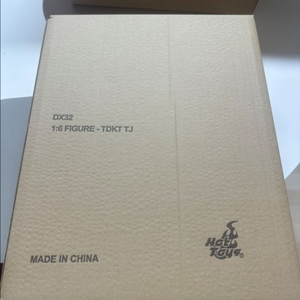 DX32
1:6 FIGURE - TDKT TJ
MADE IN CHINA
Hot
Toys®